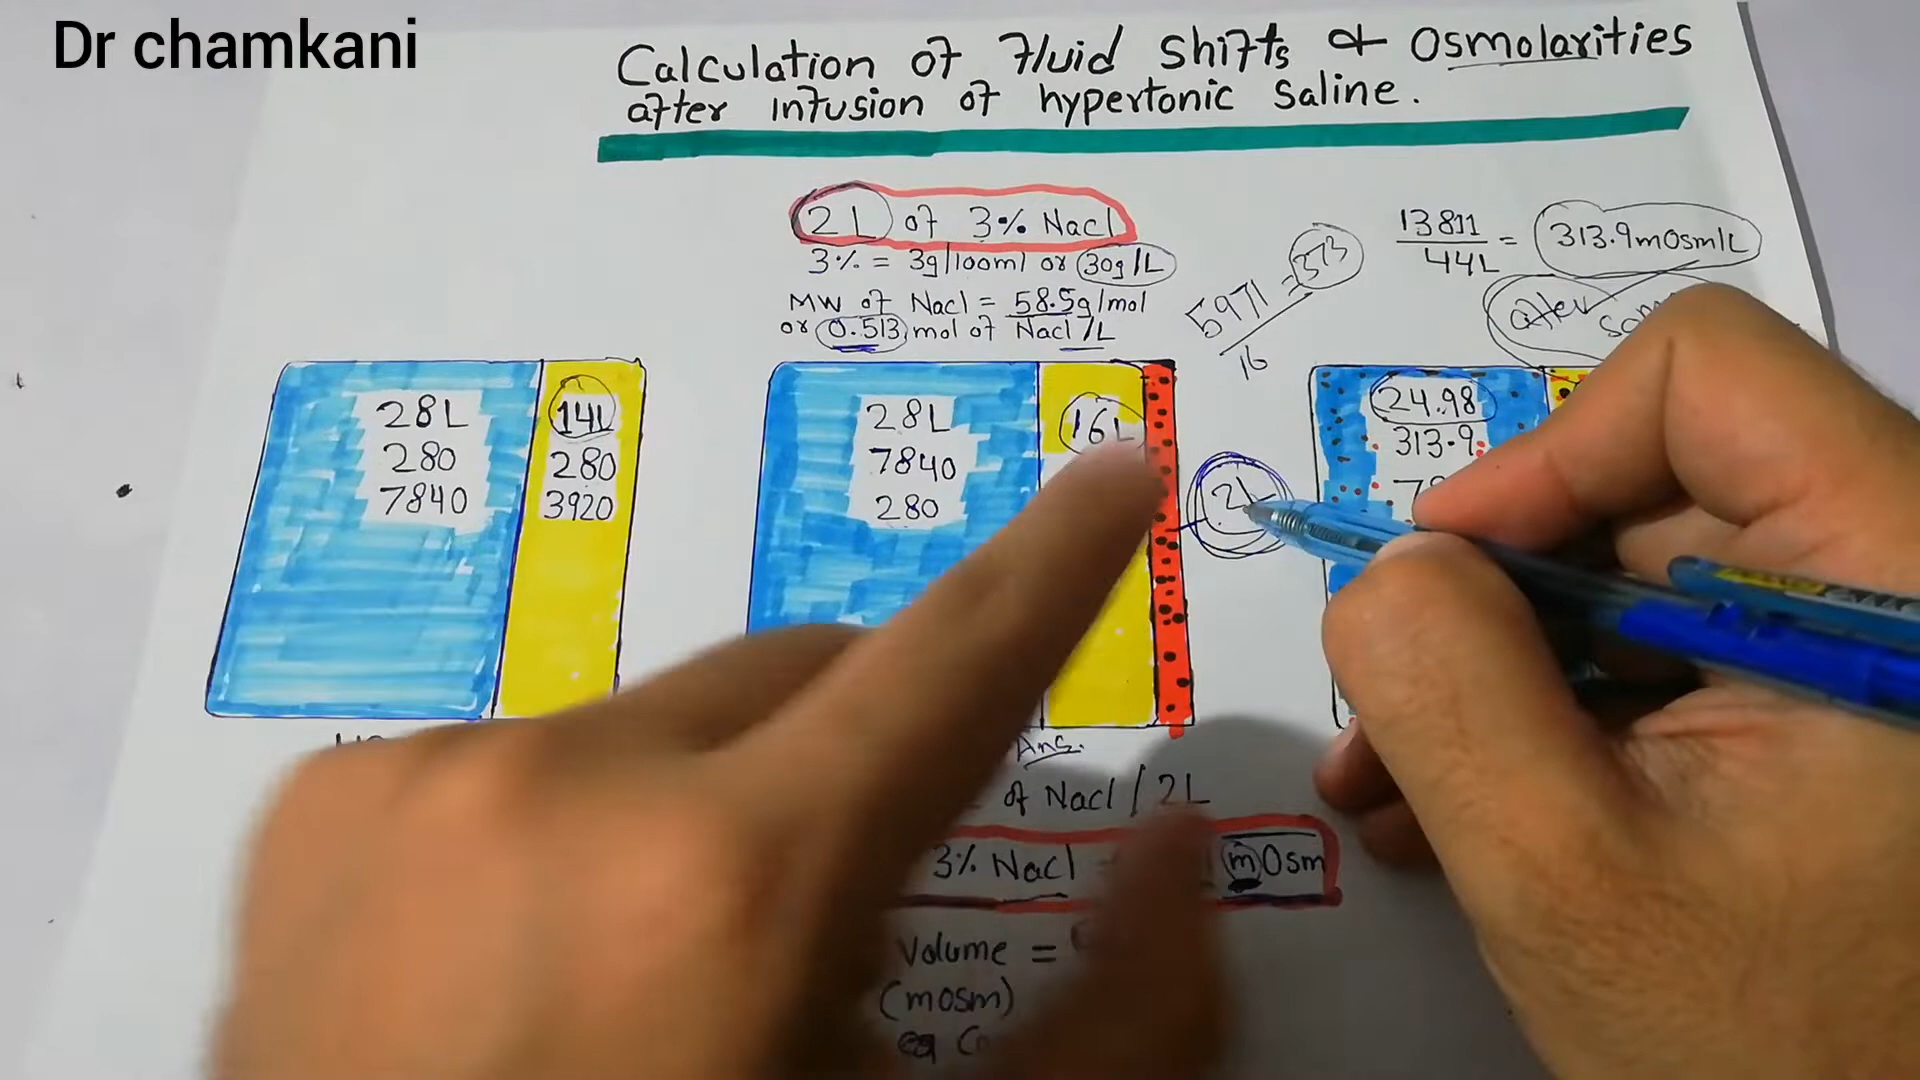 Dr chamkani
Calculation of Fluid Shifts & Osmolarities
after infusion of hypertonic Saline.
2L of 3% Nacl
3% = 3g/100ml or 30g/L
MW of Nacl = 58.5g/mol
or 0.513 mol of Nacl/L
5971
16
= 373
13811
44L
= 313.9mOsm/L
after
28L
280
7840
14L
280
3920
28L
7840
280
16L
2L
24.98
313.9
Ans.
of Nacl / 2L
3% Nacl
mOsm
Volume =
(mOsm)